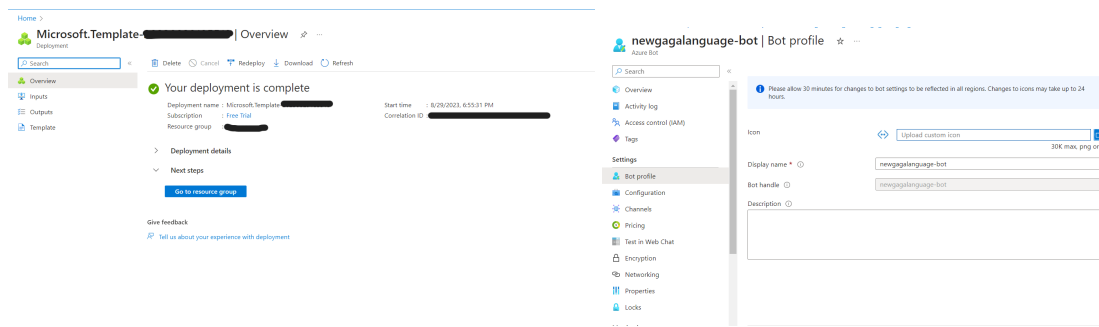 Home >
Microsoft.Template- | Overview
Deployment
Search
Overview
Inputs
Outputs
Template
Delete Cancel Redeploy Download Refresh
Your deployment is complete
Deployment name : Microsoft.Template
Subscription : Free Trial
Resource group :
Start time : 8/29/2023, 6:55:31 PM
Correlation ID :
Deployment details
Next steps
Go to resource group
Give feedback
Tell us about your experience with deployment
newgagalanguage-bot | Bot profile
Azure Bot
Search
Overview
Activity log
Access control (IAM)
Tags
Settings
Bot profile
Configuration
Channels
Pricing
Test in Web Chat
Encryption
Networking
Properties
Locks
Please allow 30 minutes for changes to bot settings to be reflected in all regions. Changes to icons may take up to 24
hours.
Icon
Upload custom icon
30K max, png or
Display name *
newgagalanguage-bot
Bot handle
newgagalanguage-bot
Description